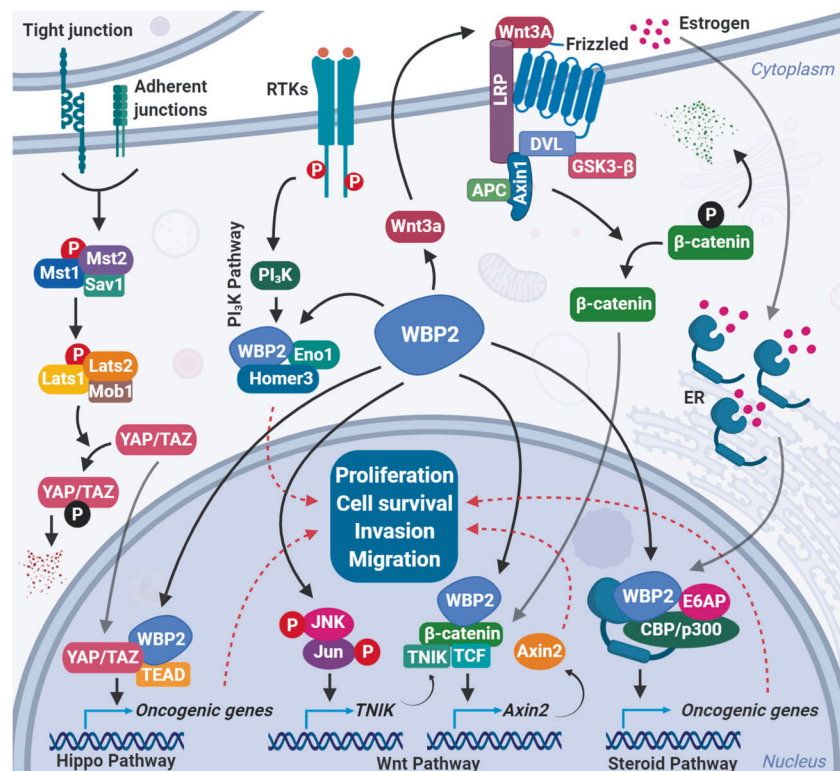 Tight junction
Adherent
junctions
RTKs
Wnt3A
Frizzled
Estrogen
Cytoplasm
LRP
DVL
GSK3-β
APC
Axin1
P
P
Wnt3a
P
β-catenin
β-catenin
P
Mst1
Mst2
Sav1
PI₃K Pathway
PI₃K
WBP2
Eno1
Homer3
WBP2
P
Lats1
Lats2
Mob1
ER
YAP/TAZ
YAP/TAZ
P
Proliferation
Cell survival
Invasion
Migration
WBP2
YAP/TAZ
TEAD
P
JNK
Jun
P
WBP2
β-catenin
TNIK
TCF
Axin2
WBP2
E6AP
CBP/p300
Oncogenic genes
TNIK
Axin2
Oncogenic genes
Hippo Pathway
Wnt Pathway
Steroid Pathway
Nucleus